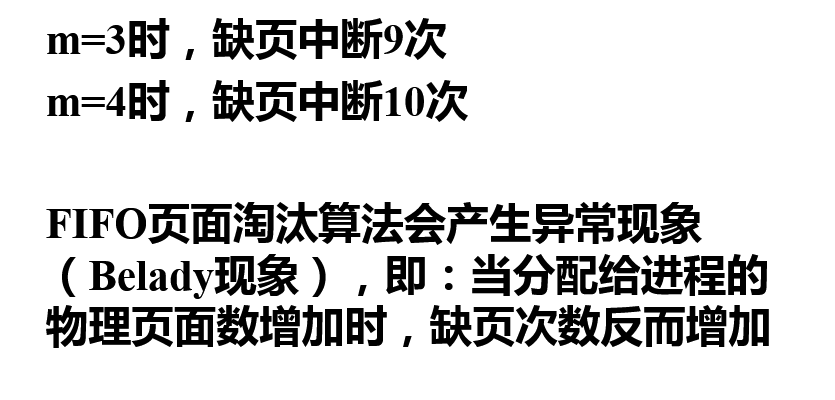 m=3时，缺页中断9次
m=4时，缺页中断10次
FIFO页面淘汰算法会产生异常现象
（Belady现象），即：当分配给进程的
物理页面数增加时，缺页次数反而增加